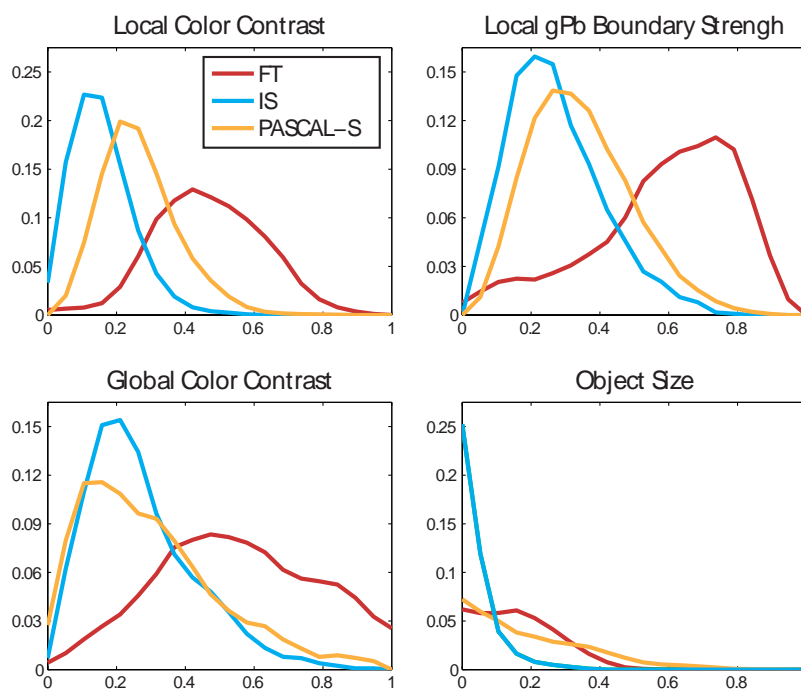 Local Color Contrast
0.25
0.2
0.15
0.1
0.05
0
0 0.2 0.4 0.6 0.8 1
FT
IS
PASCAL–S
Local gPb Boundary Strengh
0.15
0.12
0.09
0.06
0.03
0
0 0.2 0.4 0.6 0.8
Global Color Contrast
0.15
0.12
0.09
0.06
0.03
0
0 0.2 0.4 0.6 0.8 1
Object Size
0.25
0.2
0.15
0.1
0.05
0
0 0.2 0.4 0.6 0.8